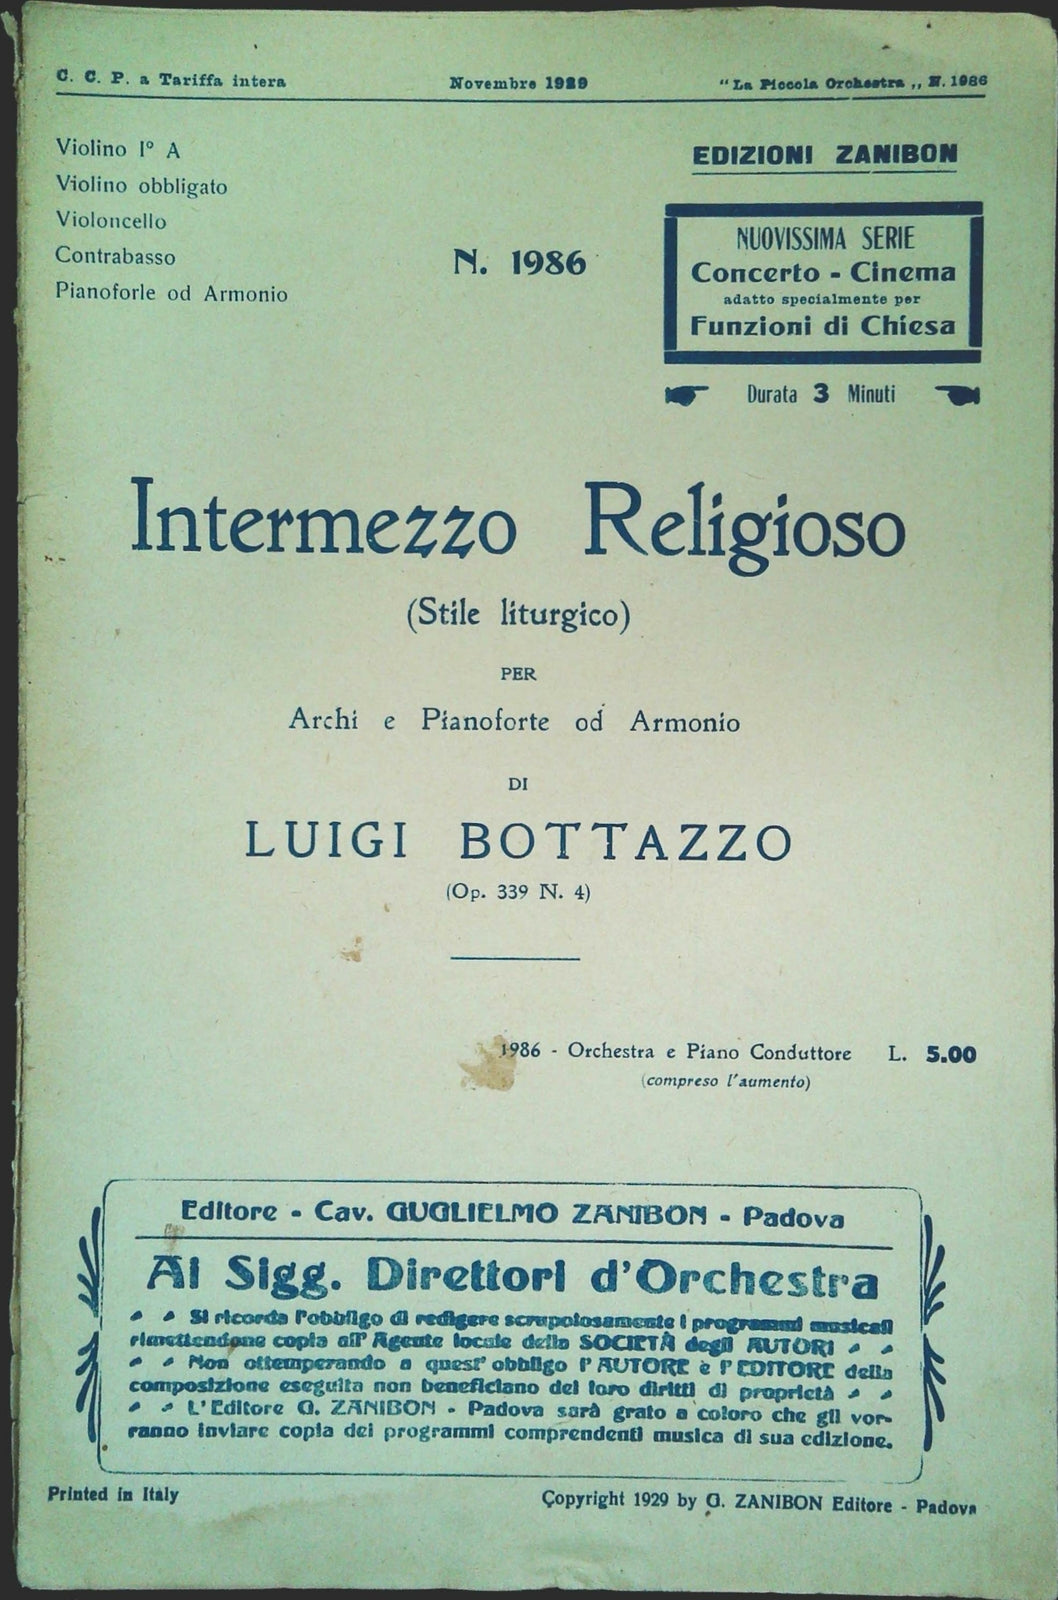 C. C. P. a Tariffa intera
Novembre 1929
" La Piccola Orchestra ,, N. 1986
Violino 1º A
Violino obbligato
Violoncello
Contrabasso
Pianoforle od Armonio
N. 1986
EDIZIONI ZANIBON
NUOVISSIMA SERIE
Concerto - Cinema
adatto specialmente per
Funzioni di Chiesa
Durata 3 Minuti
Intermezzo Religioso
(Stile liturgico)
PER
Archi e Pianoforte od Armonio
DI
LUIGI BOTTAZZO
(Op. 339 N. 4)
1986 - Orchestra e Piano Conduttore L. 5.00
(compreso l'aumento)
Editore - Cav. GUGLIELMO ZANIBON - Padova
Ai Sigg. Direttori d'Orchestra
Si ricorda l'obbligo di redigere scrupolosamente i programmi musicali
rimettendone copia all' Agente locale della SOCIETÀ degli AUTORI
Non ottemperando a quest' obbligo l' AUTORE e l' EDITORE della
composizione eseguita non beneficiano dei loro diritti di proprietà
L'Editore G. ZANIBON - Padova sarà grato a coloro che gli vor-
ranno inviare copia dei programmi comprendenti musica di sua edizione.
Printed in Italy
Copyright 1929 by G. ZANIBON Editore - Padova